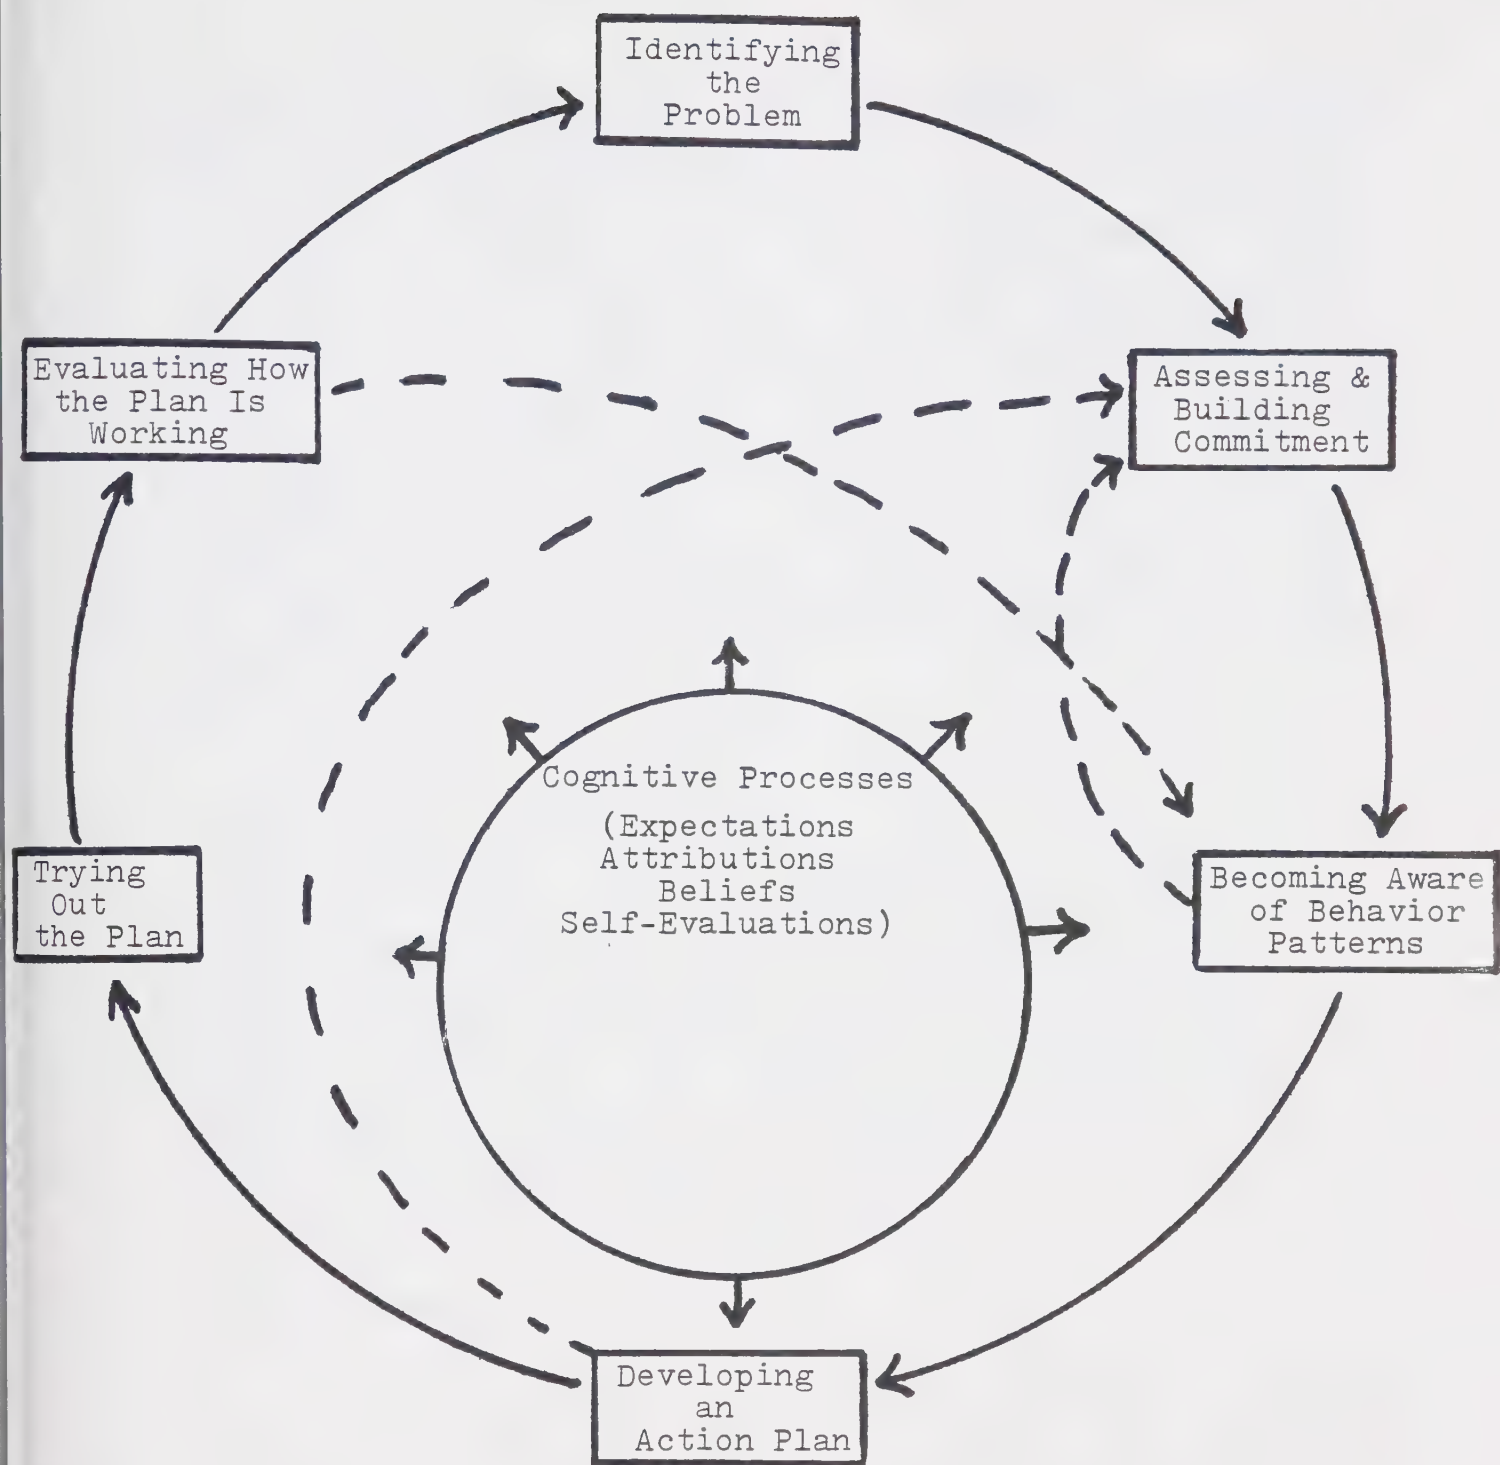 Identifying
the
Problem
Evaluating How
the Plan Is
Working
Assessing &
Building
Commitment
Cognitive Processes
(Expectations
Attributions
Beliefs
Self-Evaluations)
Trying
Out
the Plan
Becoming Aware
of Behavior
Patterns
Developing
an
Action Plan